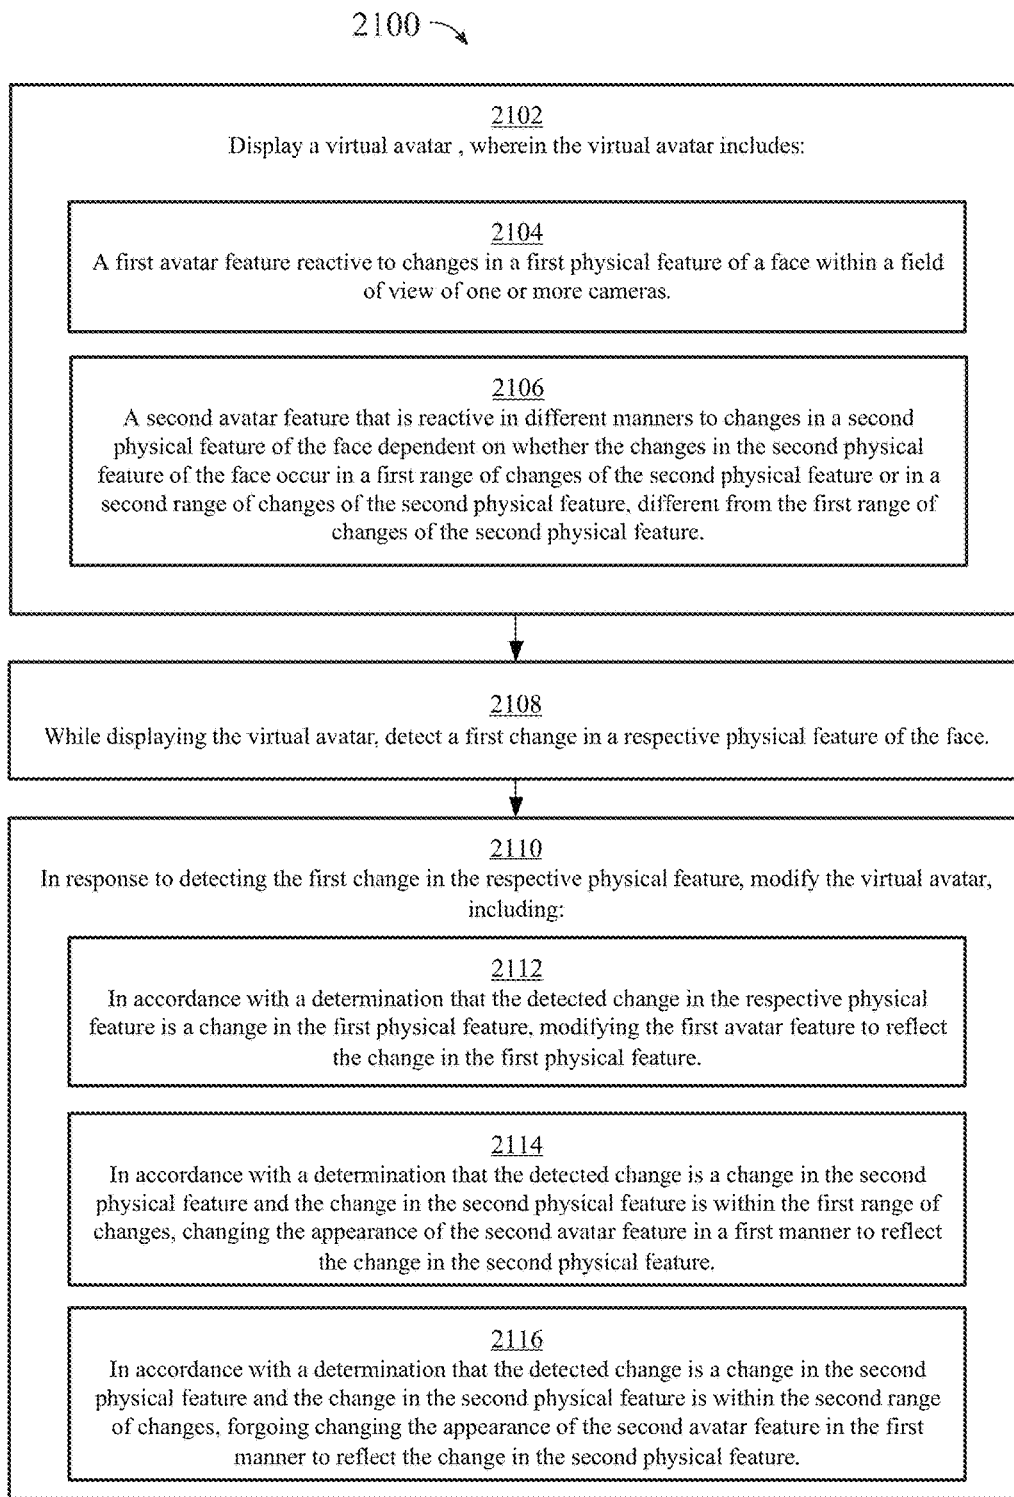 2100
2102
Display a virtual avatar , wherein the virtual avatar includes:
2104
A first avatar feature reactive to changes in a first physical feature of a face within a field
of view of one or more cameras.
2106
A second avatar feature that is reactive in different manners to changes in a second
physical feature of the face dependent on whether the changes in the second physical
feature of the face occur in a first range of changes of the second physical feature or in a
second range of changes of the second physical feature, different from the first range of
changes of the second physical feature.
2108
While displaying the virtual avatar, detect a first change in a respective physical feature of the face.
2110
In response to detecting the first change in the respective physical feature, modify the virtual avatar,
including:
2112
In accordance with a determination that the detected change in the respective physical
feature is a change in the first physical feature, modifying the first avatar feature to reflect
the change in the first physical feature.
2114
In accordance with a determination that the detected change is a change in the second
physical feature and the change in the second physical feature is within the first range of
changes, changing the appearance of the second avatar feature in a first manner to reflect
the change in the second physical feature.
2116
In accordance with a determination that the detected change is a change in the second
physical feature and the change in the second physical feature is within the second range
of changes, forgoing changing the appearance of the second avatar feature in the first
manner to reflect the change in the second physical feature.